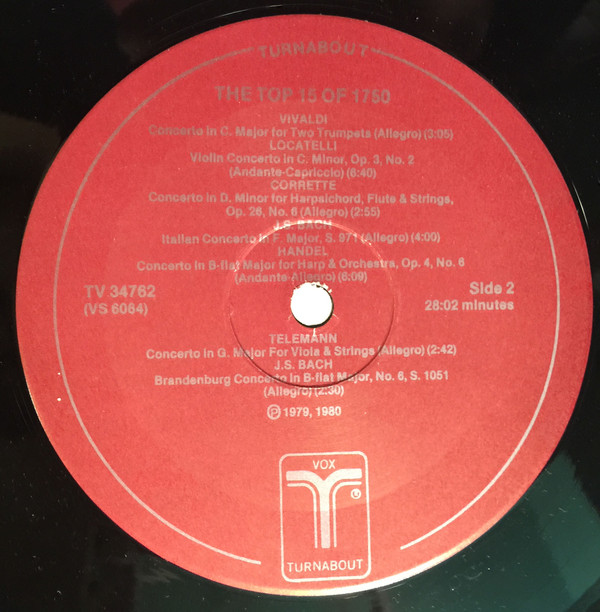 TURNABOUT
THE TOP 15 OF 1750
VIVALDI
Concerto in C. Major for Two Trumpets (Allegro) (3:05)
LOCATELLI
Violin Concerto in C. Minor, Op. 3, No. 2
(Andante-Capriccio) (6:40)
CORRETTE
Concerto in D. Minor for Harpsichord, Flute & Strings,
Op. 26, No. 6 (Allegro) (2:55)
J.S. BACH
Italian Concerto in F. Major, S. 971 (Allegro) (4:00)
HANDEL
Concerto in B-flat Major for Harp & Orchestra, Op. 4, No. 6
(Andante-Allegro) (6:09)
TV 34762
(VS 6084)
Side 2
28:02 minutes
TELEMANN
Concerto in G. Major For Viola & Strings (Allegro) (2:42)
J.S. BACH
Brandenburg Concerto in B-flat Major, No. 6, S. 1051
(Allegro) (2:30)
℗ 1979, 1980
VOX
®
TURNABOUT